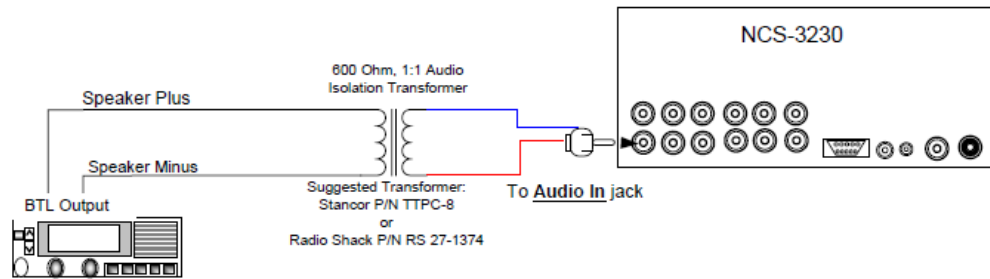 NCS-3230
600 Ohm, 1:1 Audio
Isolation Transformer
Speaker Plus
Speaker Minus
Suggested Transformer:
Stancor P/N TTPC-8
or
Radio Shack P/N RS 27-1374
To Audio In jack
BTL Output